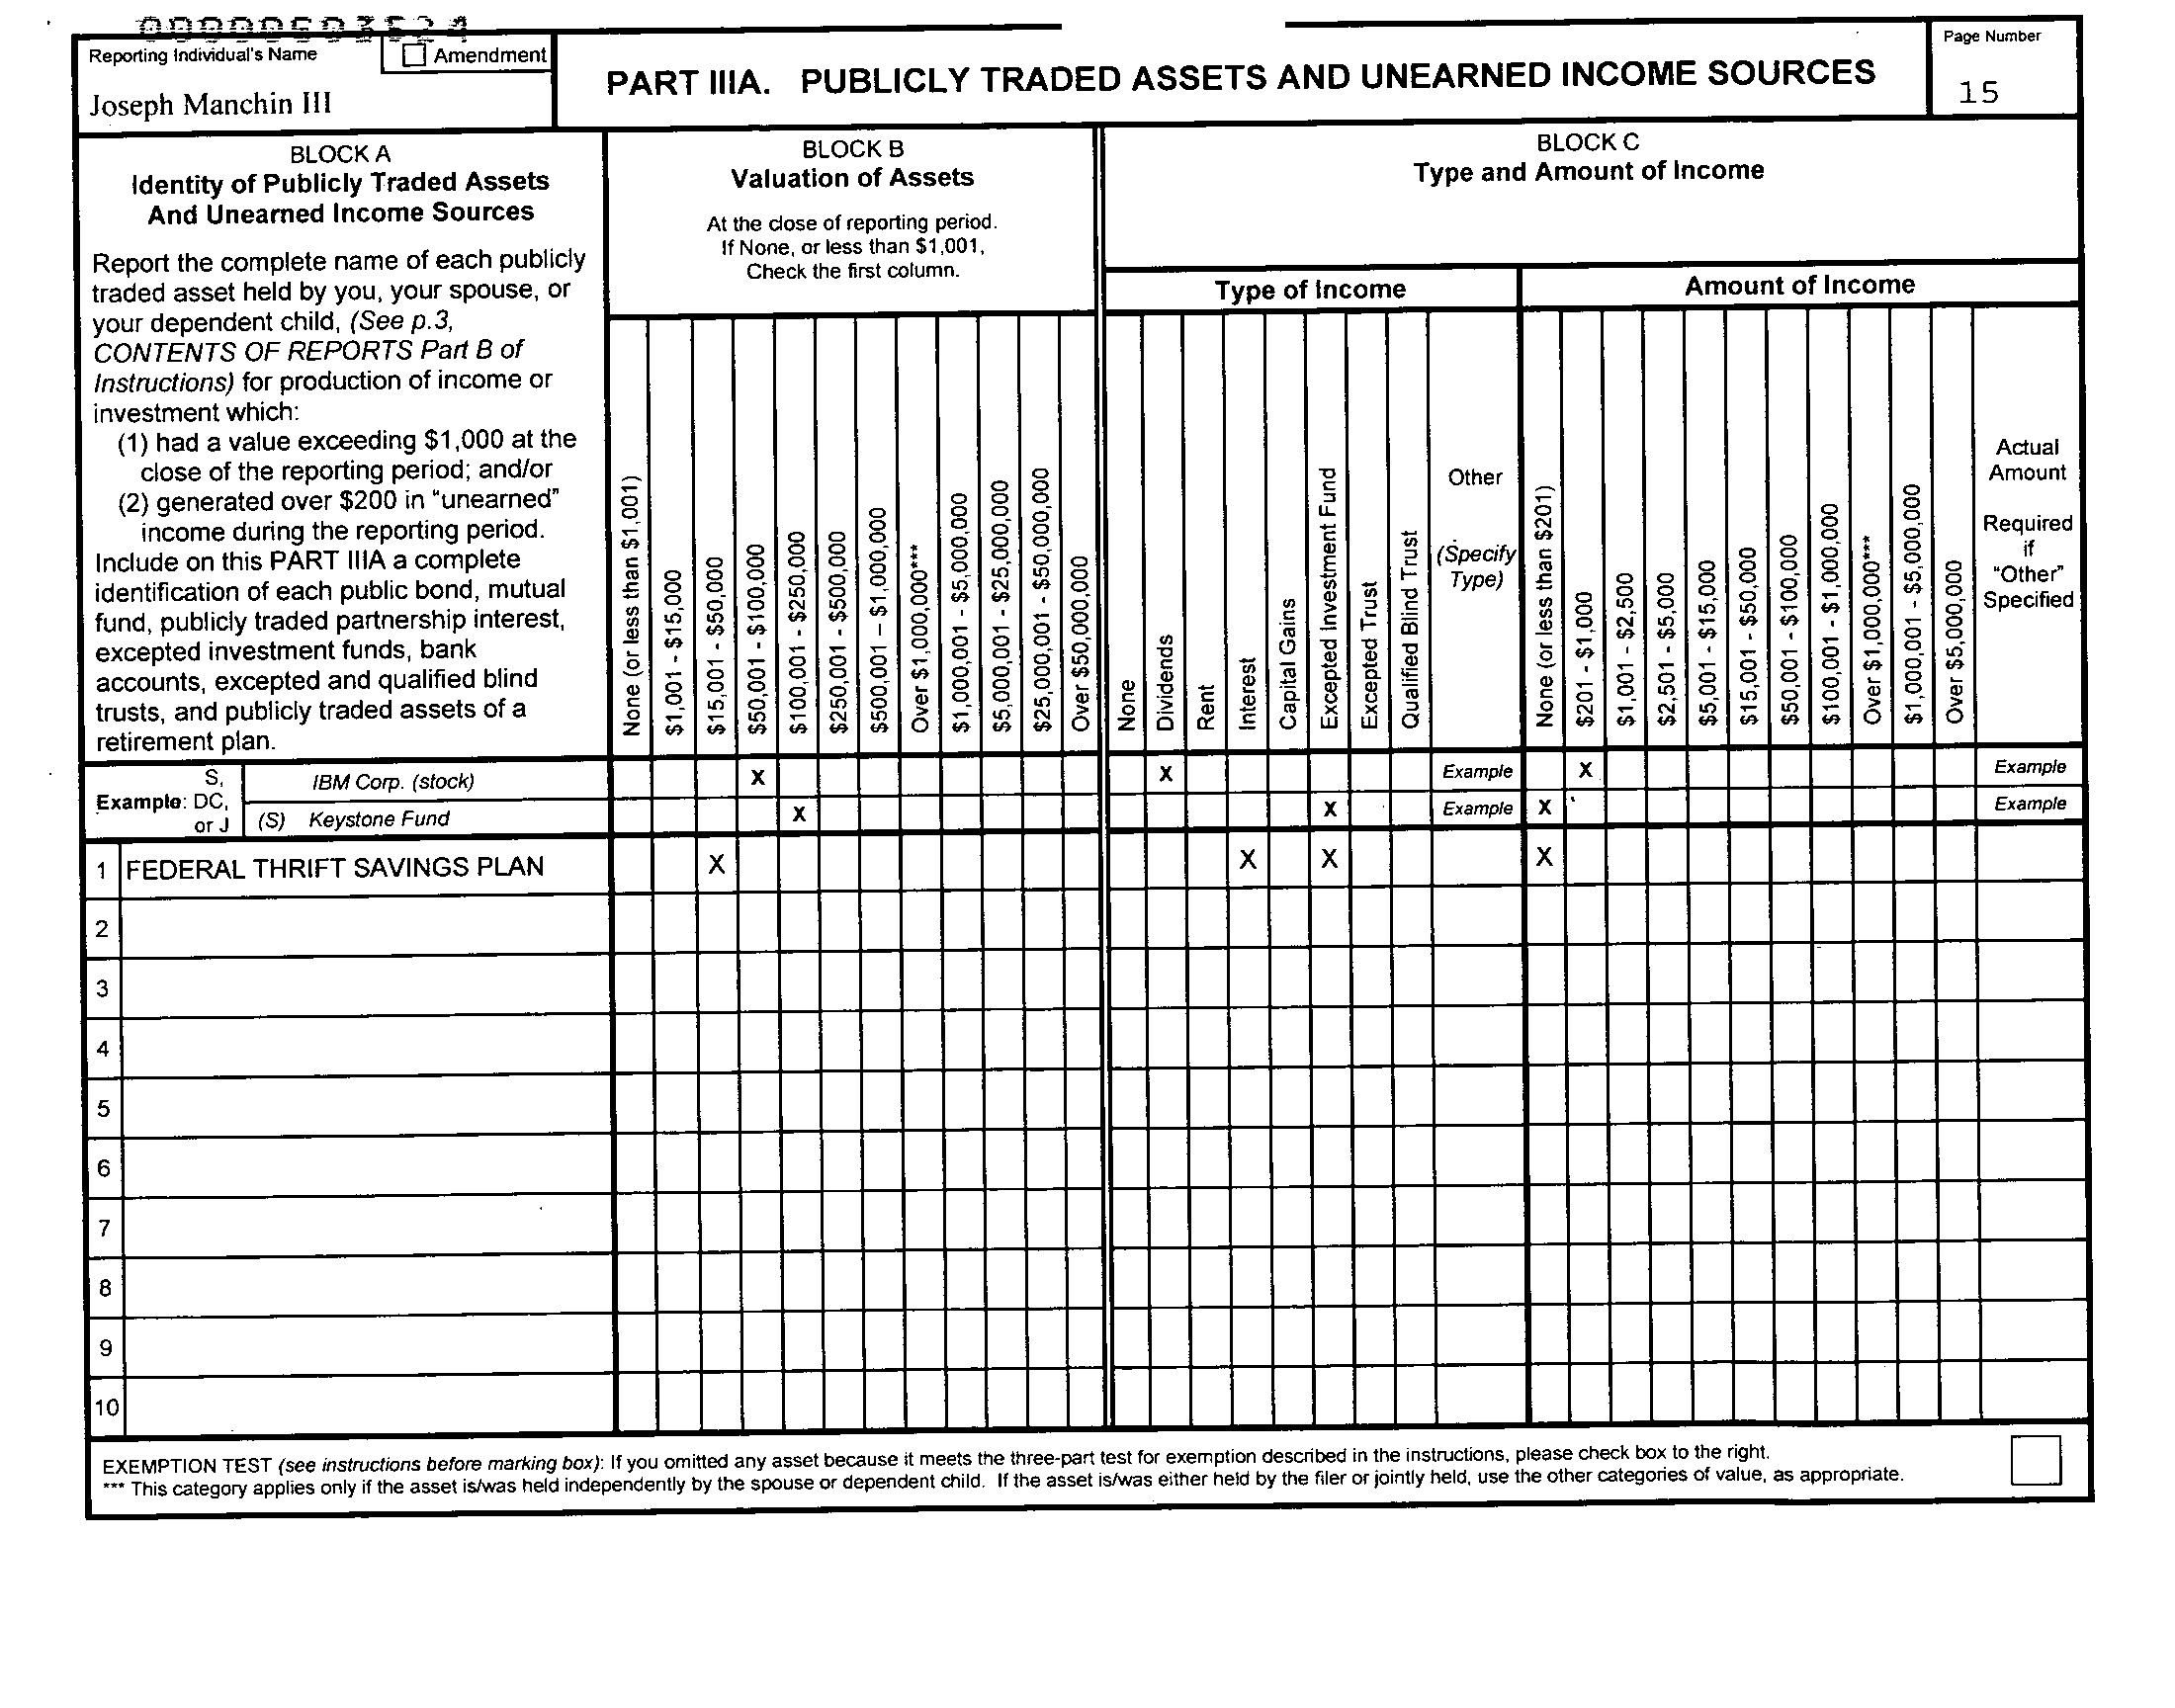 Reporting Individual's Name
Amendment
Joseph Manchin III
PART IIIA. PUBLICLY TRADED ASSETS AND UNEARNED INCOME SOURCES
Page Number
15
BLOCK A
Identity of Publicly Traded Assets
And Unearned Income Sources
Report the complete name of each publicly
traded asset held by you, your spouse, or
your dependent child, (See p.3,
CONTENTS OF REPORTS Part B of
Instructions) for production of income or
investment which:
(1) had a value exceeding $1,000 at the
close of the reporting period; and/or
(2) generated over $200 in "unearned"
income during the reporting period.
Include on this PART IIIA a complete
identification of each public bond, mutual
fund, publicly traded partnership interest,
excepted investment funds, bank
accounts, excepted and qualified blind
trusts, and publicly traded assets of a
retirement plan.
BLOCK B
Valuation of Assets
At the close of reporting period.
If None, or less than $1,001,
Check the first column.
None (or less than $1,001)
$1,001 - $15,000
$15,001 - $50,000
$50,001 - $100,000
$100,001 - $250,000
$250,001 - $500,000
$500,001 – $1,000,000
Over $1,000,000***
$1,000,001 - $5,000,000
$5,000,001 - $25,000,000
$25,000,001 - $50,000,000
Over $50,000,000
BLOCK C
Type and Amount of Income
Type of Income
None
Dividends
Rent
Interest
Capital Gains
Excepted Investment Fund
Excepted Trust
Qualified Blind Trust
Other
(Specify
Type)
Amount of Income
None (or less than $201)
$201 - $1,000
$1,001 - $2,500
$2,501 - $5,000
$5,001 - $15,000
$15,001 - $50,000
$50,001 - $100,000
$100,001 - $1,000,000
Over $1,000,000***
$1,000,001 - $5,000,000
Over $5,000,000
Actual
Amount
Required
if
"Other"
Specified
Example:
S,
DC,
or J
IBM Corp. (stock) X X Example X Example
(S) Keystone Fund X X Example X Example
1 FEDERAL THRIFT SAVINGS PLAN X X X X
2
3
4
5
6
7
8
9
10
EXEMPTION TEST (see instructions before marking box): If you omitted any asset because it meets the three-part test for exemption described in the instructions, please check box to the right.
*** This category applies only if the asset is/was held independently by the spouse or dependent child. If the asset is/was either held by the filer or jointly held, use the other categories of value, as appropriate.